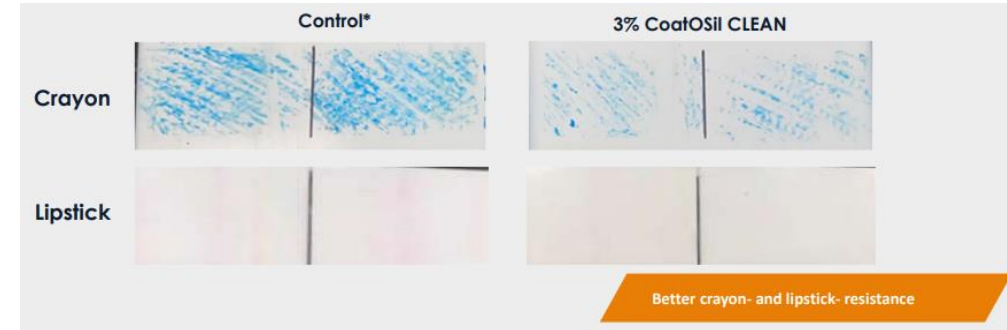 Control*
3% CoatOSil CLEAN
Crayon
Lipstick
Better crayon- and lipstick- resistance